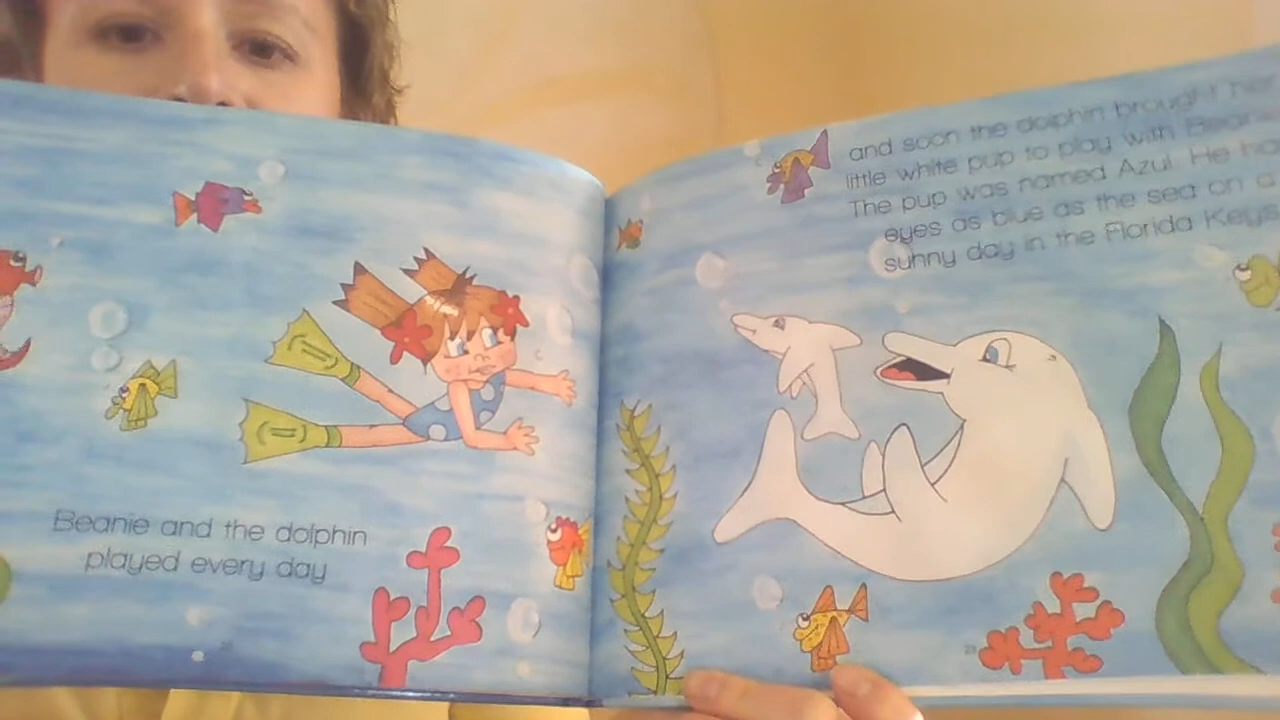 Beanie and the dolphin
played every day
and soon the dolphin brought her
little white pup to play with
The pup was named Azul. He
eyes as blue as the sea on a
sunny day in the Florida Keys